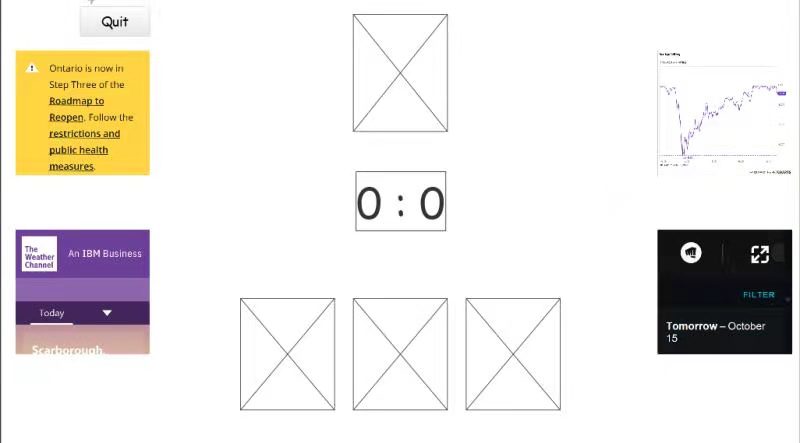 Quit
Ontario is now in
Step Three of the
Roadmap to
Reopen. Follow the
restrictions and
public health
measures.
0 : 0
The
Weather
Channel
An IBM Business
Today
Scarborough,
FILTER
Tomorrow – October
15